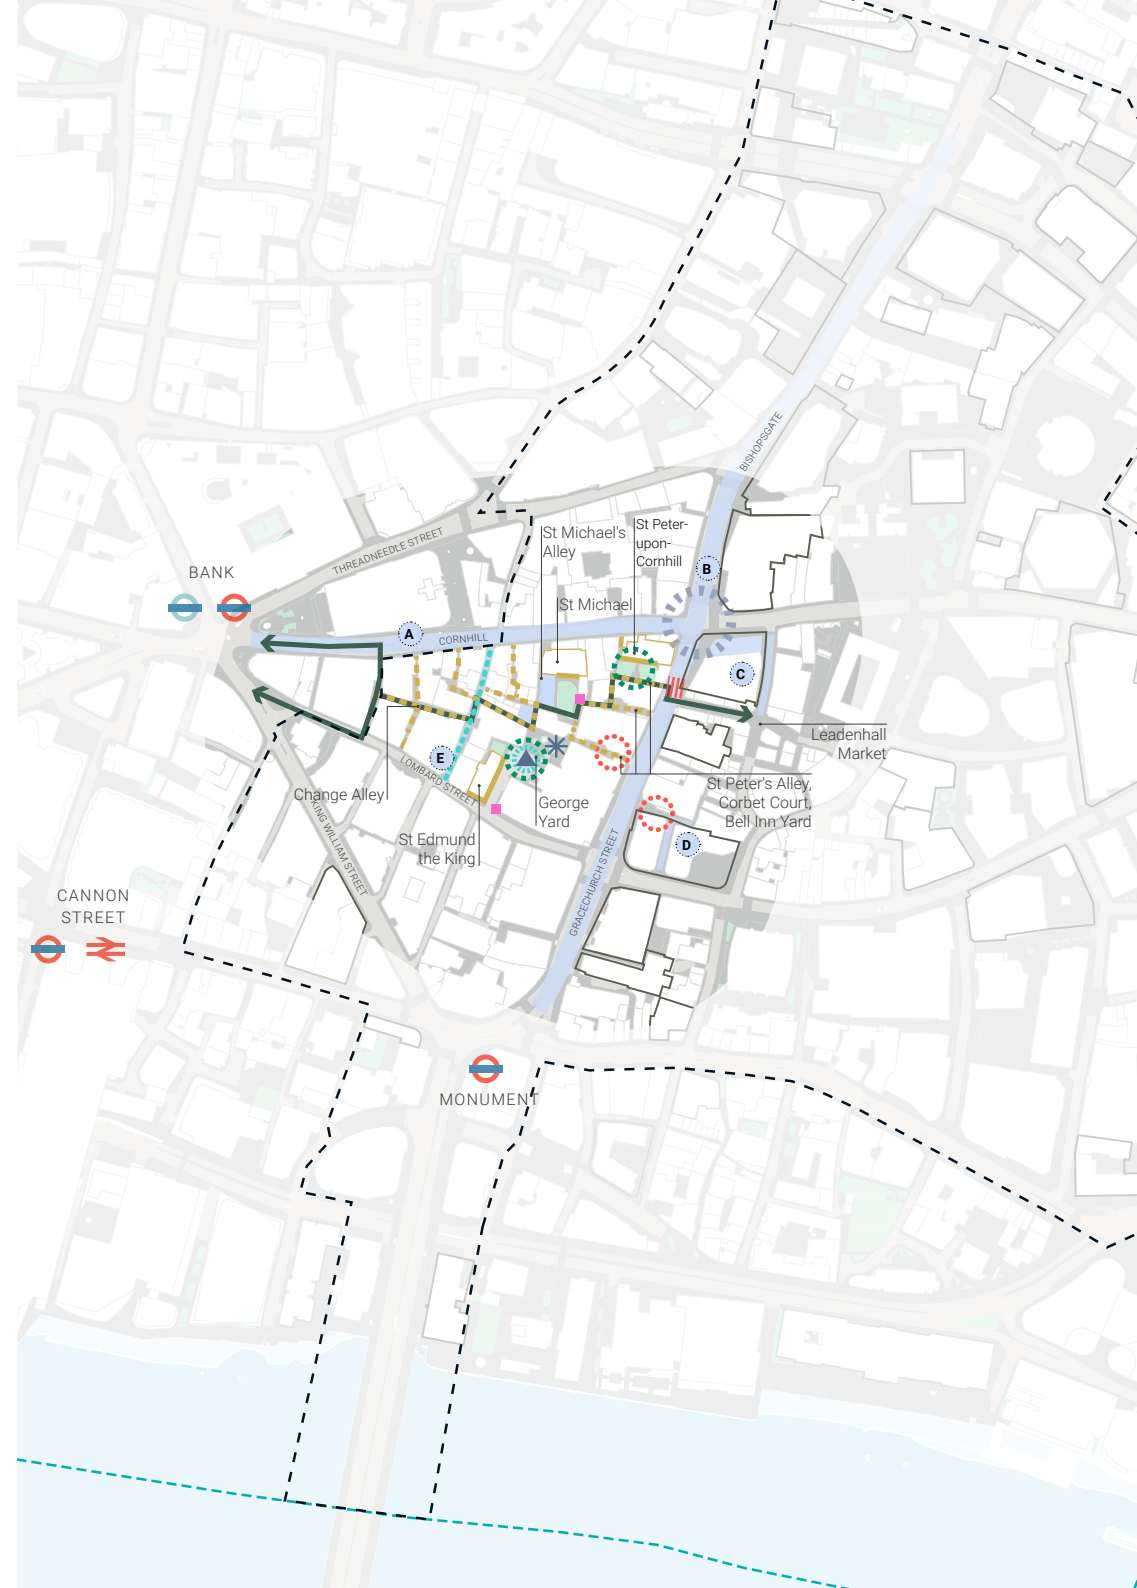 BISHOPSGATE
St Michael's
Alley
St Peter-
upon-
Cornhill
THREADNEEDLE STREET
BANK
B
St Michael
A
CORNHILL
C
Leadenhall
Market
E
LOMBARD STREET
Change Alley
St Peter's Alley,
Corbet Court,
Bell Inn Yard
George
Yard
KING WILLIAM STREET
St Edmund
the King
D
GRACECHURCH STREET
CANNON
STREET
MONUMENT